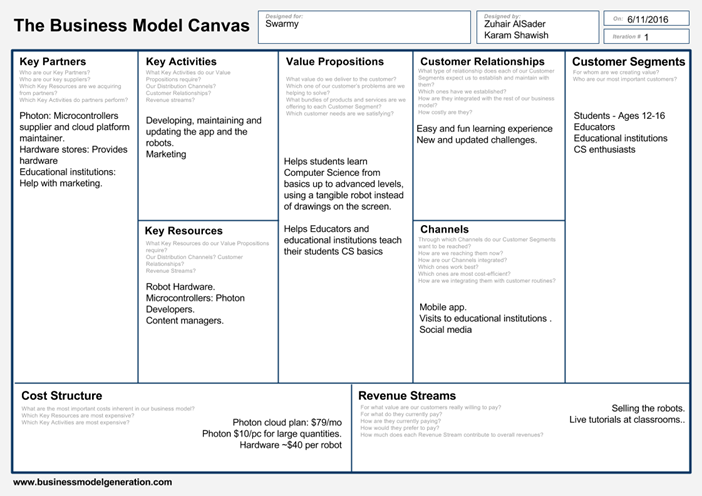 The Business Model Canvas
Designed for:
Swarmy
Designed by:
Zuhair AlSader
Karam Shawish
On: 6/11/2016
Iteration # 1
Key Partners
Who are our Key Partners?
Who are our key suppliers?
Which Key Resources are we acquiring
from partners?
Which Key Activities do partners perform?
Photon: Microcontrollers
supplier and cloud platform
maintainer.
Hardware stores: Provides
hardware
Educational institutions:
Help with marketing.
Key Activities
What Key Activities do our Value
Propositions require?
Our Distribution Channels?
Customer Relationships?
Revenue streams?
Developing, maintaining and
updating the app and the
robots.
Marketing
Key Resources
What Key Resources do our Value Propositions
require?
Our Distribution Channels? Customer
Relationships?
Revenue Streams?
Robot Hardware.
Microcontrollers: Photon
Developers.
Content managers.
Value Propositions
What value do we deliver to the customer?
Which one of our customer's problems are we
helping to solve?
What bundles of products and services are we
offering to each Customer Segment?
Which customer needs are we satisfying?
Helps students learn
Computer Science from
basics up to advanced levels,
using a tangible robot instead
of drawings on the screen.
Helps Educators and
educational institutions teach
their students CS basics
Customer Relationships
What type of relationship does each of our Customer
Segments expect us to establish and maintain with
them?
Which ones have we established?
How are they integrated with the rest of our business
model?
How costly are they?
Easy and fun learning experience
New and updated challenges.
Channels
Through which Channels do our Customer Segments
want to be reached?
How are we reaching them now?
How are our Channels integrated?
Which ones work best?
Which ones are most cost-efficient?
How are we integrating them with customer routines?
Mobile app.
Visits to educational institutions .
Social media
Customer Segments
For whom are we creating value?
Who are our most important customers?
Students - Ages 12-16
Educators
Educational institutions
CS enthusiasts
Cost Structure
What are the most important costs inherent in our business model?
Which Key Resources are most expensive?
Which Key Activities are most expensive?
Photon cloud plan: $79/mo
Photon $10/pc for large quantities.
Hardware ~$40 per robot
Revenue Streams
For what value are our customers really willing to pay?
For what do they currently pay?
How are they currently paying?
How would they prefer to pay?
How much does each Revenue Stream contribute to overall revenues?
Selling the robots.
Live tutorials at classrooms..
www.businessmodelgeneration.com